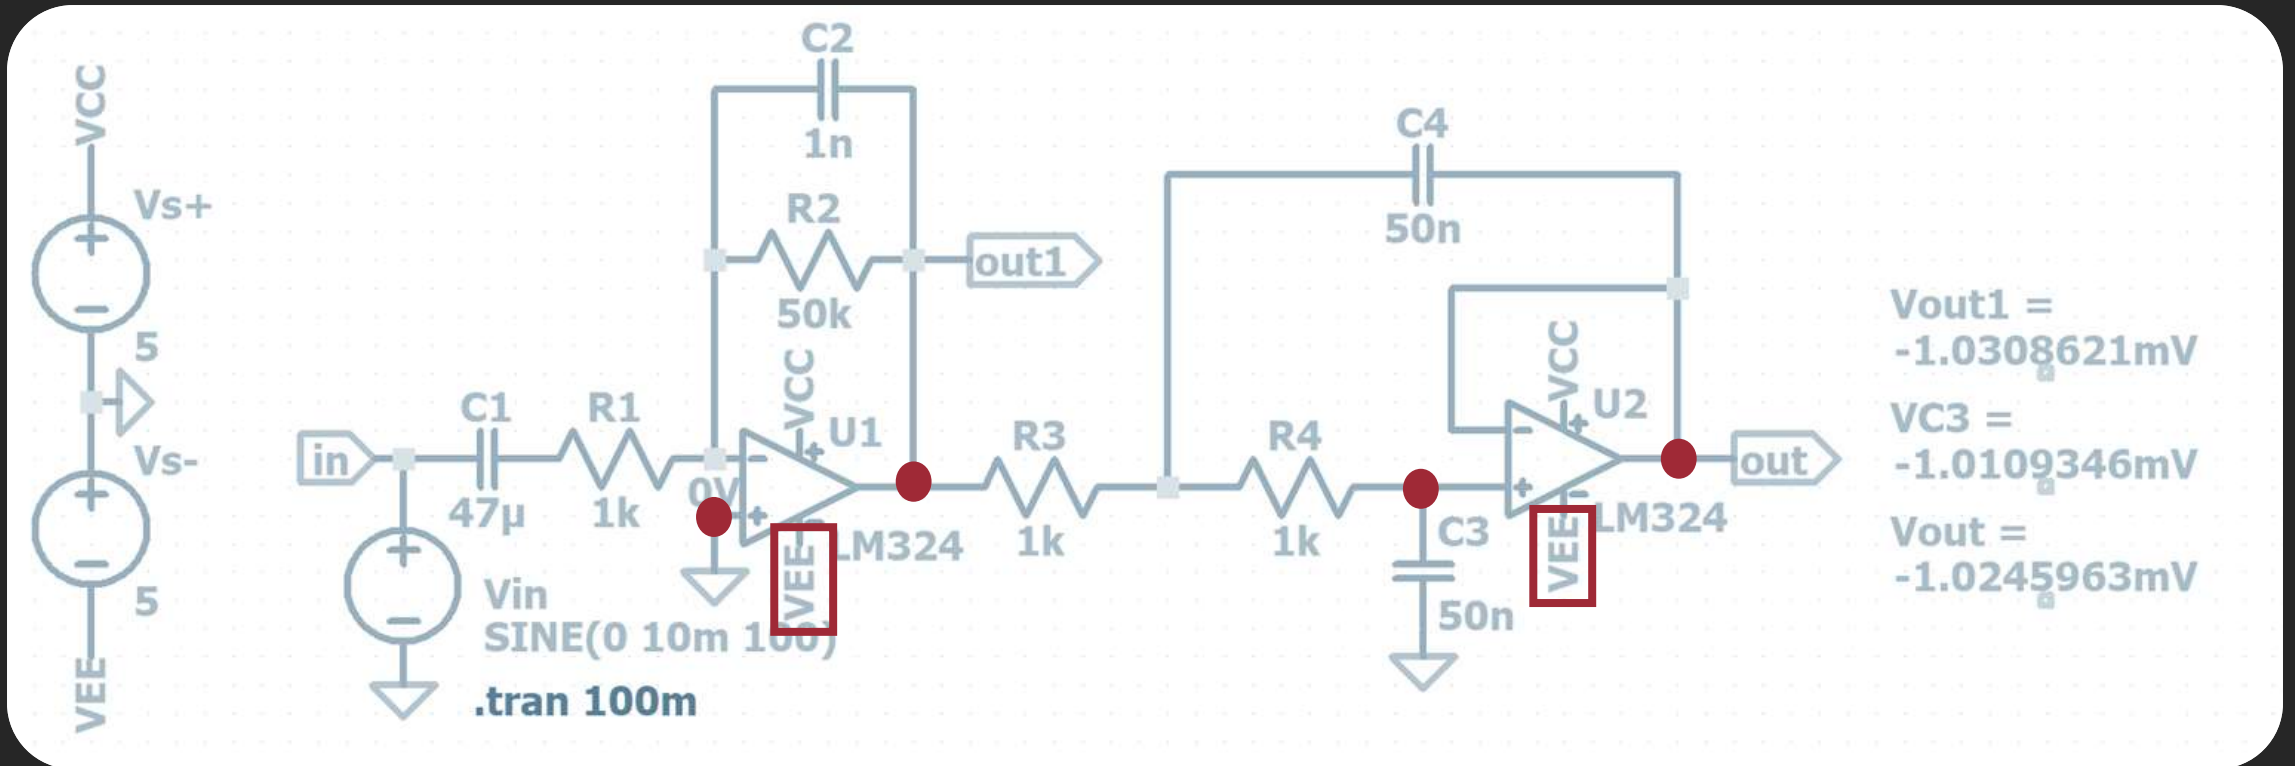 VCC
Vs+
5
Vs-
5
VEE
in
C1
47µ
R1
1k
Vin
SINE(0 10m 100)
.tran 100m
C2
1n
R2
50k
out1
VCC
U1
0V
VEE
LM324
R3
1k
C4
50n
R4
1k
C3
50n
VCC
U2
VEE
LM324
out
Vout1 =
-1.0308621mV
VC3 =
-1.0109346mV
Vout =
-1.0245963mV